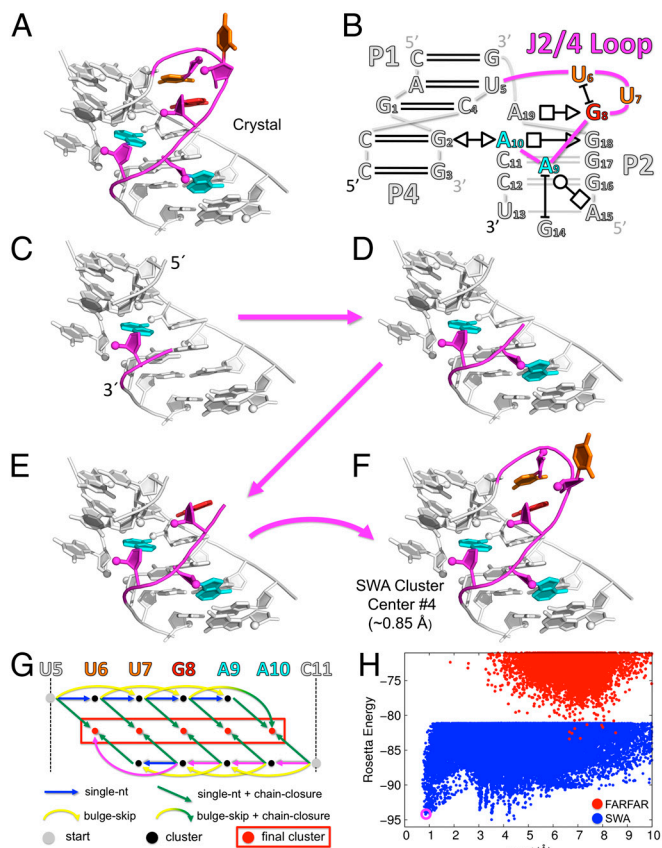 A
Crystal
B
J2/4 Loop
P1
5´
3´
C
G
A
U5
U6
U7
G8
G1
C4
A19
C
G2
A10
G18
C11
A9
G17
P2
C
G3
C12
G16
5´
P4
3´
U13
A15
3´
G14
5´
C
5´
3´
D
E
F
SWA Cluster
Center #4
(~0.85 Å)
G
U5 U6 U7 G8 A9 A10 C11
single-nt
single-nt + chain-closure
bulge-skip
bulge-skip + chain-closure
start
cluster
final cluster
H
Rosetta Energy
−75
−80
−85
−90
−95
FARFAR
SWA
0 1 2 3 4 5 6 7 8 9 10